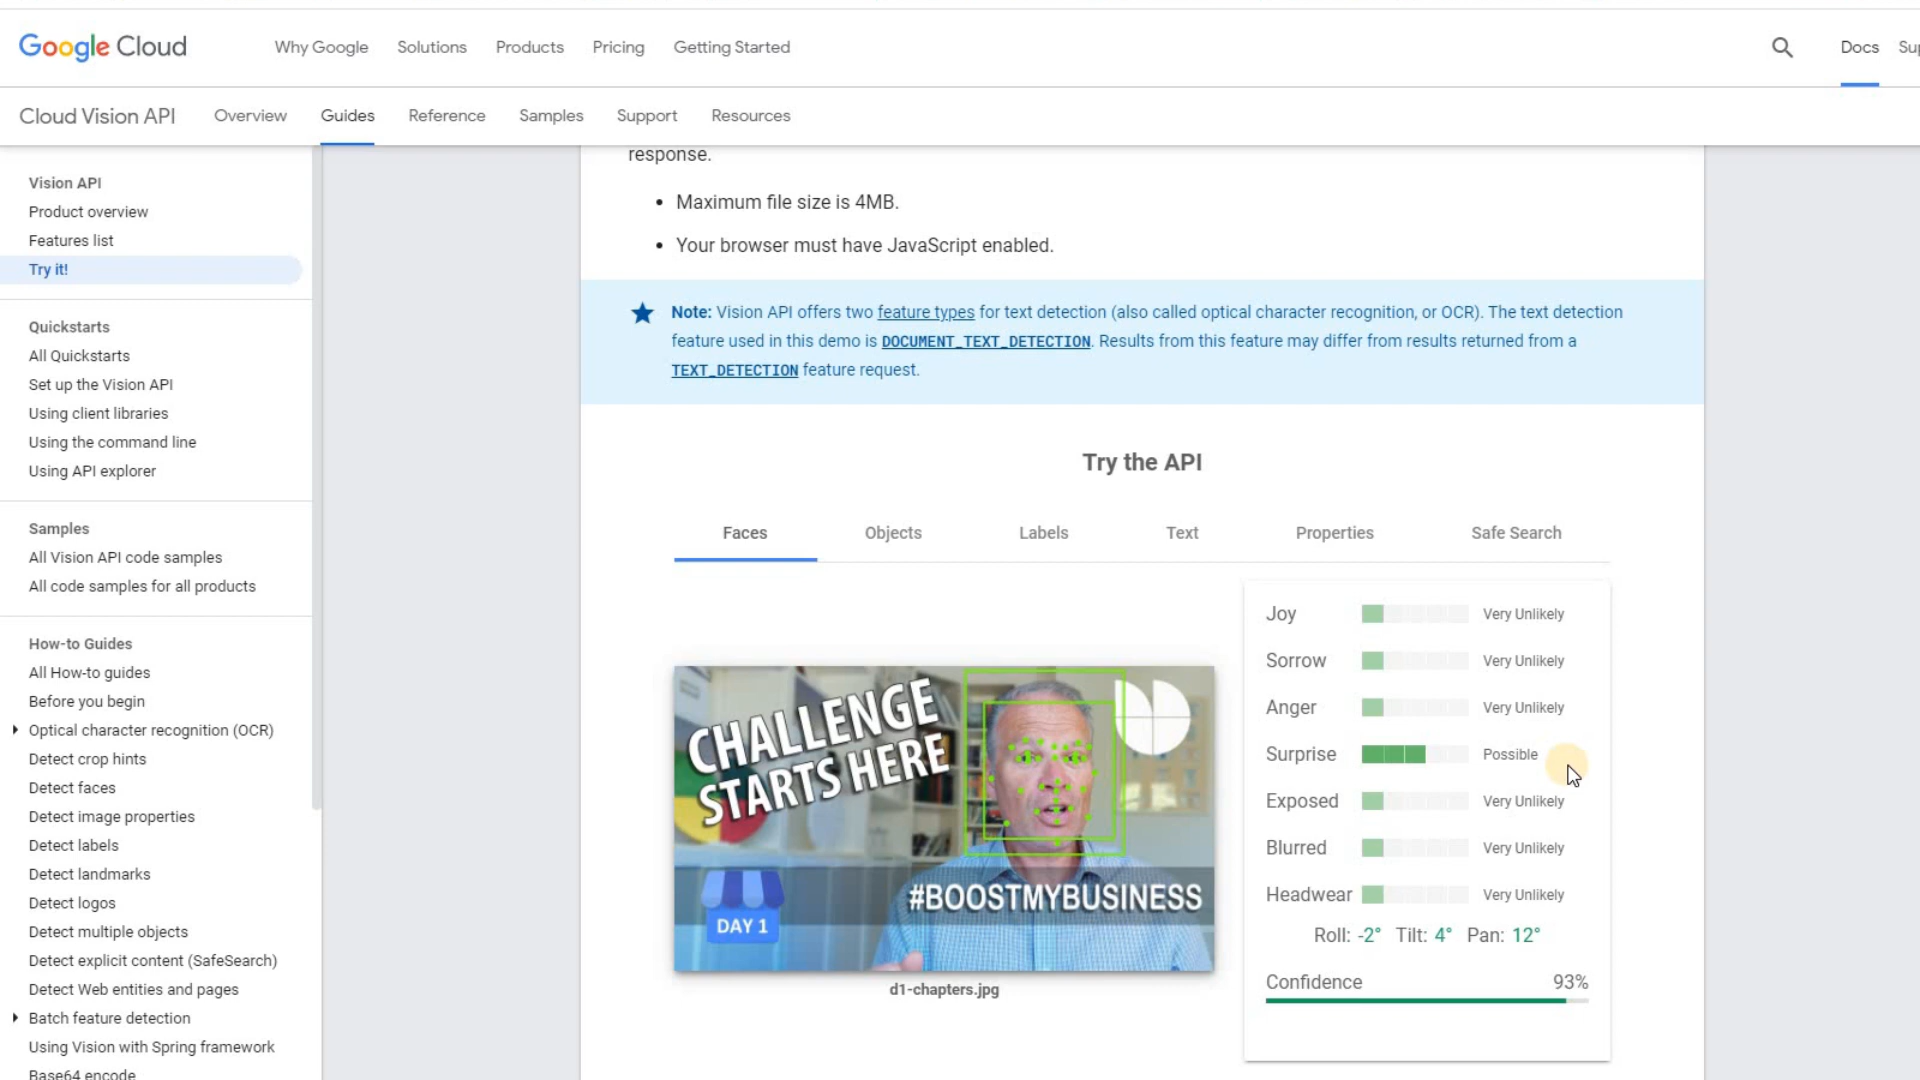 Google Cloud
Why Google
Solutions
Products
Pricing
Getting Started
Docs
Sup
Cloud Vision API
Overview
Guides
Reference
Samples
Support
Resources
Vision API
Product overview
Features list
Try it!
Quickstarts
All Quickstarts
Set up the Vision API
Using client libraries
Using the command line
Using API explorer
Samples
All Vision API code samples
All code samples for all products
How-to Guides
All How-to guides
Before you begin
Optical character recognition (OCR)
Detect crop hints
Detect faces
Detect image properties
Detect labels
Detect landmarks
Detect logos
Detect multiple objects
Detect explicit content (SafeSearch)
Detect Web entities and pages
Batch feature detection
Using Vision with Spring framework
Base64 encode
response.
• Maximum file size is 4MB.
• Your browser must have JavaScript enabled.
Note: Vision API offers two feature types for text detection (also called optical character recognition, or OCR). The text detection
feature used in this demo is DOCUMENT_TEXT_DETECTION. Results from this feature may differ from results returned from a
TEXT_DETECTION feature request.
Try the API
Faces
Objects
Labels
Text
Properties
Safe Search
CHALLENGE
STARTS HERE
#BOOSTMYBUSINESS
DAY 1
d1-chapters.jpg
Joy Very Unlikely
Sorrow Very Unlikely
Anger Very Unlikely
Surprise Possible
Exposed Very Unlikely
Blurred Very Unlikely
Headwear Very Unlikely
Roll: -2° Tilt: 4° Pan: 12°
Confidence 93%